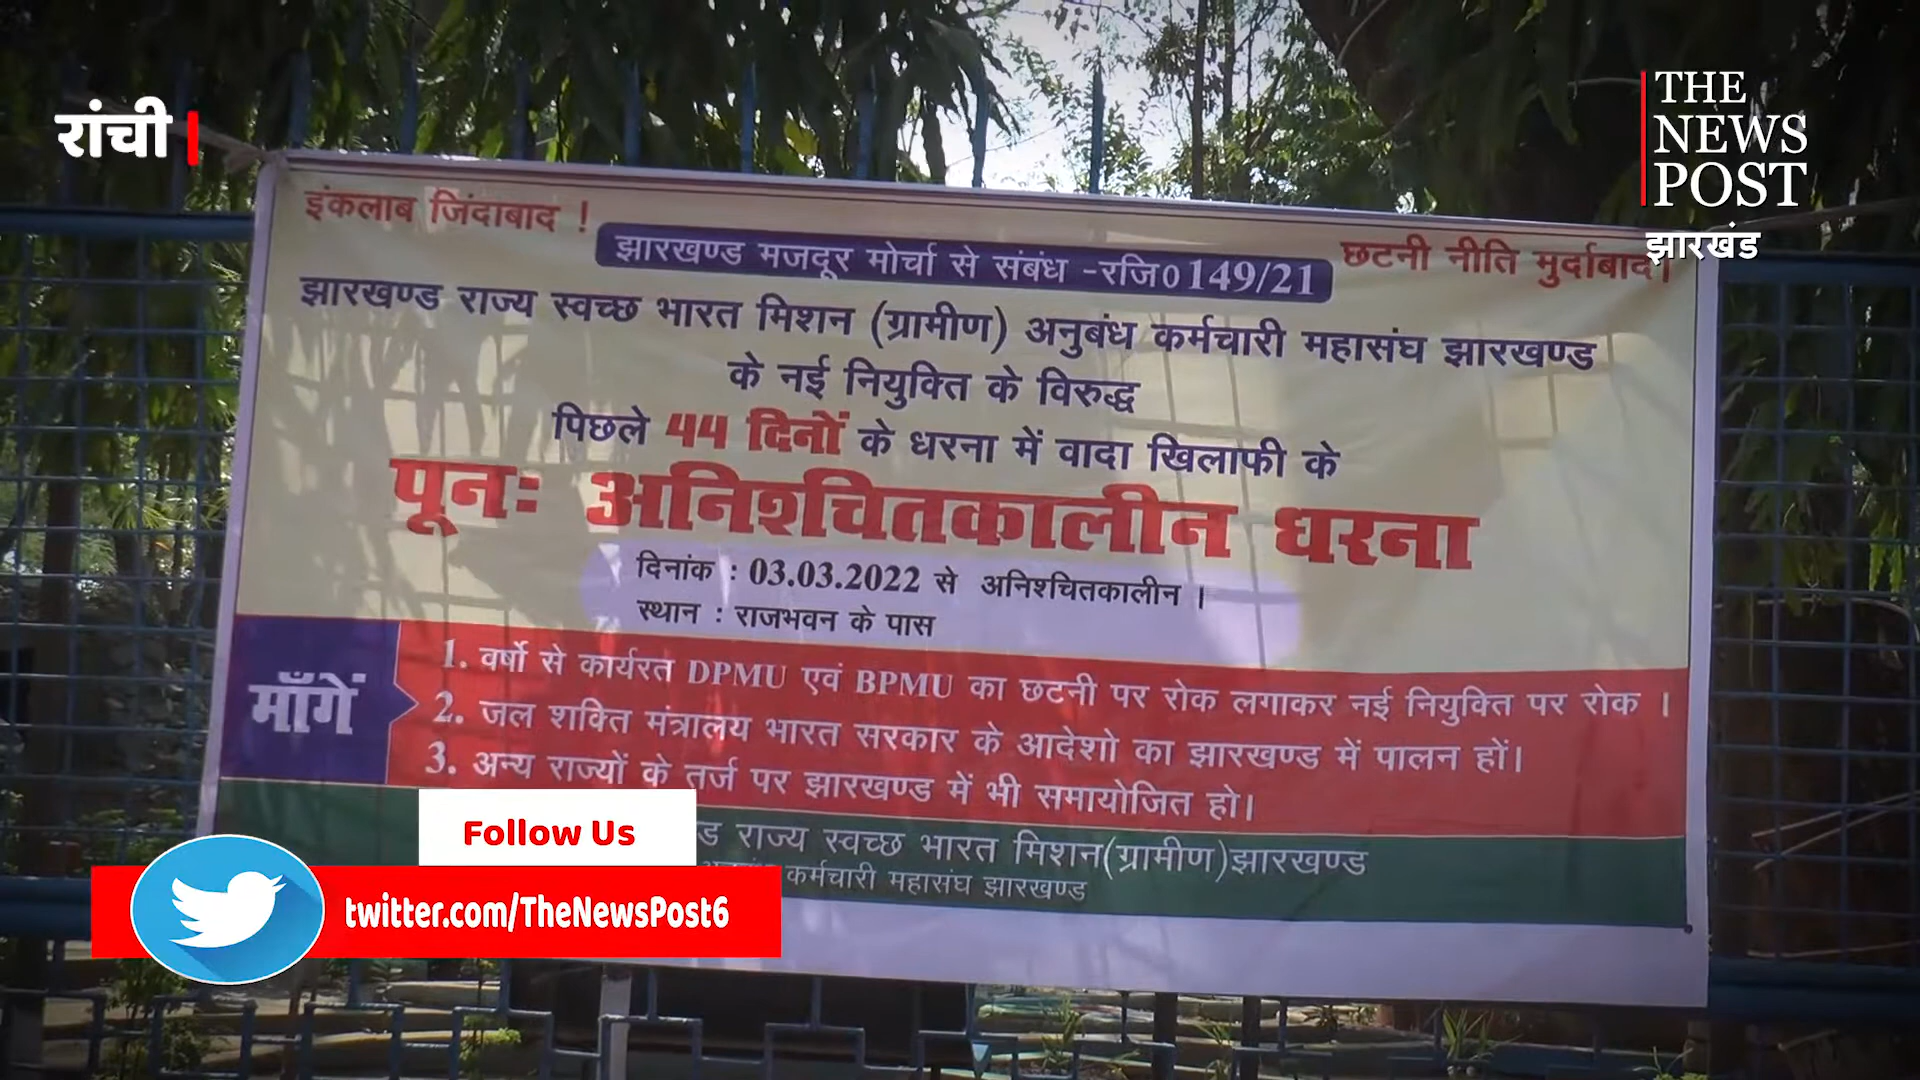 रांची
THE
NEWS
POST
झारखंड
इंकलाब जिंदाबाद !
झारखण्ड मजदूर मोर्चा से संबंध -रजि0 149/21
छटनी नीति मुर्दाबाद।
झारखण्ड राज्य स्वच्छ भारत मिशन (ग्रामीण) अनुबंध कर्मचारी महासंघ झारखण्ड
के नई नियुक्ति के विरुद्ध
पिछले 44 दिनों के धरना में वादा खिलाफी के
पूनः अनिश्चितकालीन धरना
दिनांक : 03.03.2022 से अनिश्चितकालीन ।
स्थान : राजभवन के पास
माँगें
1. वर्षो से कार्यरत DPMU एवं BPMU का छटनी पर रोक लगाकर नई नियुक्ति पर रोक ।
2. जल शक्ति मंत्रालय भारत सरकार के आदेशो का झारखण्ड में पालन हों।
3. अन्य राज्यों के तर्ज पर झारखण्ड में भी समायोजित हो।
राज्य स्वच्छ भारत मिशन(ग्रामीण)झारखण्ड
कर्मचारी महासंघ झारखण्ड
Follow Us
twitter.com/TheNewsPost6